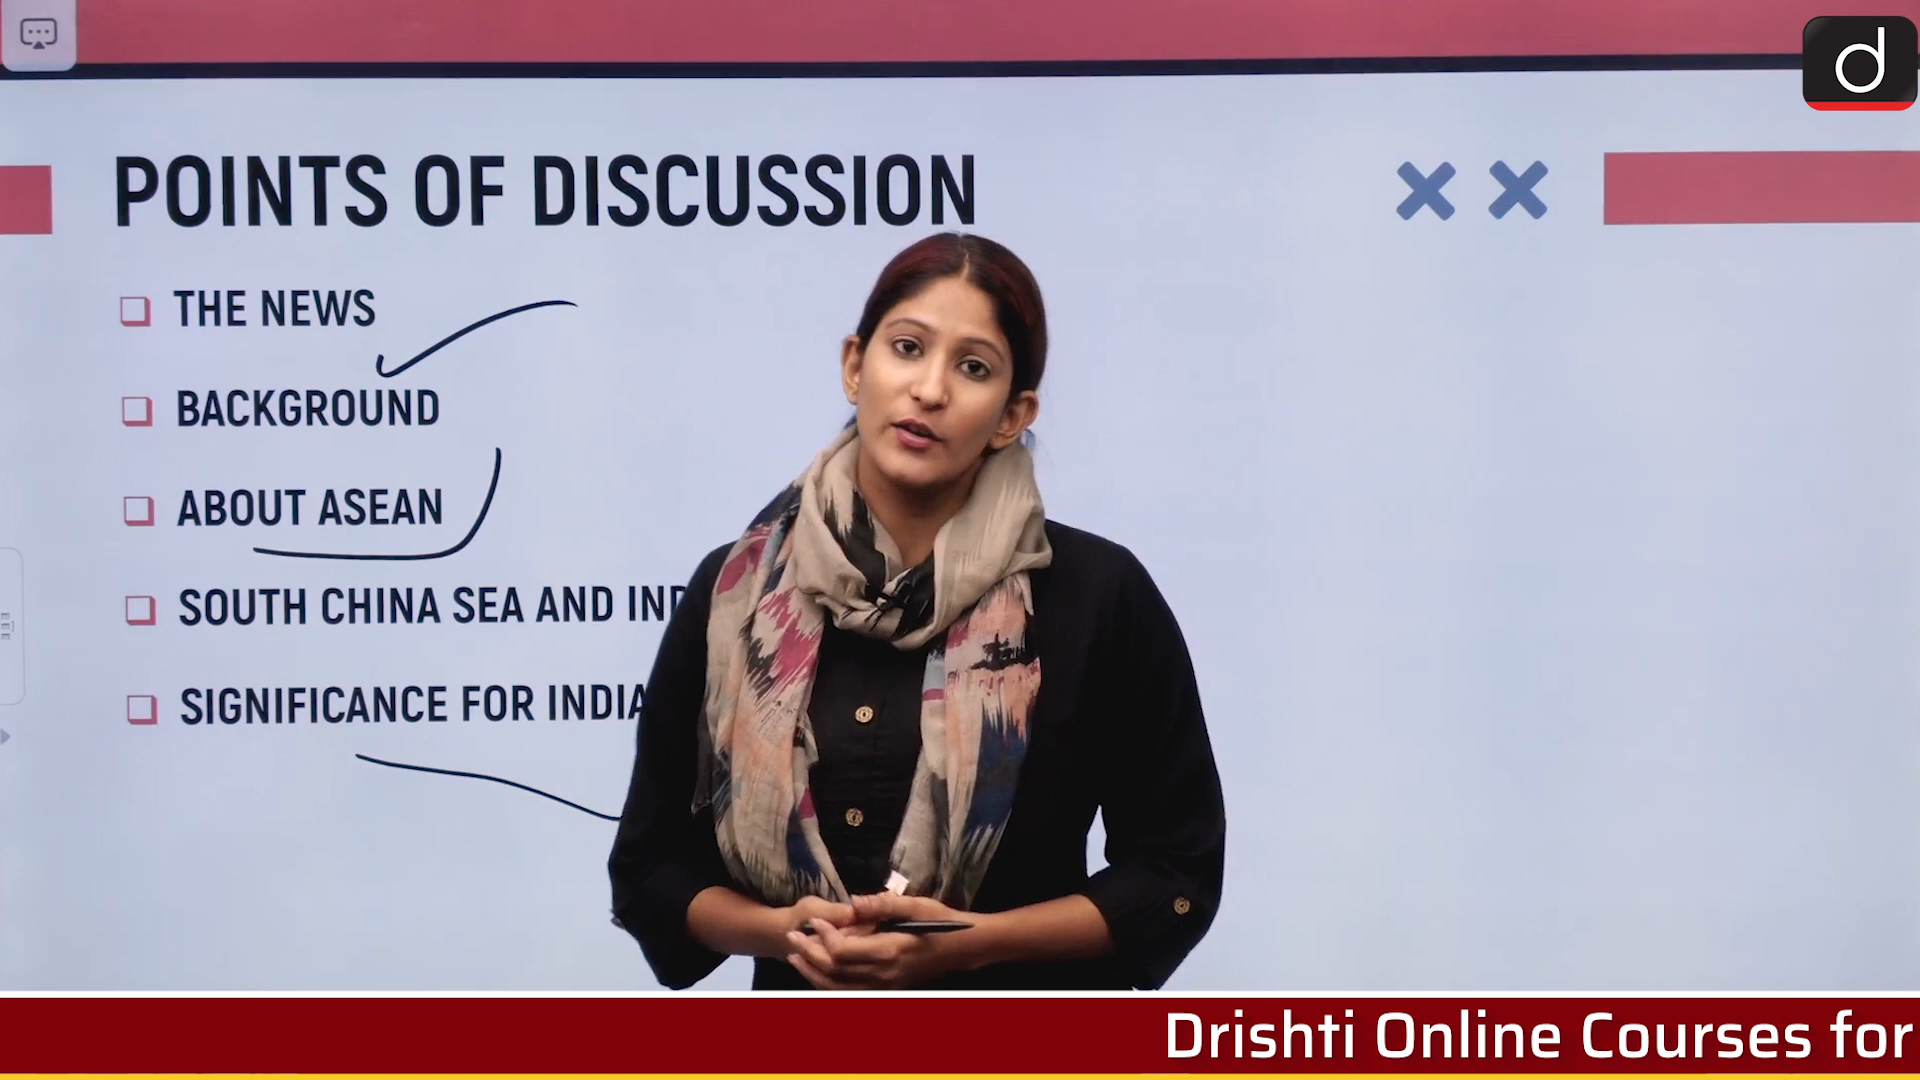 d
POINTS OF DISCUSSION
THE NEWS
BACKGROUND
ABOUT ASEAN
SOUTH CHINA SEA AND IND
SIGNIFICANCE FOR INDIA
Drishti Online Courses for